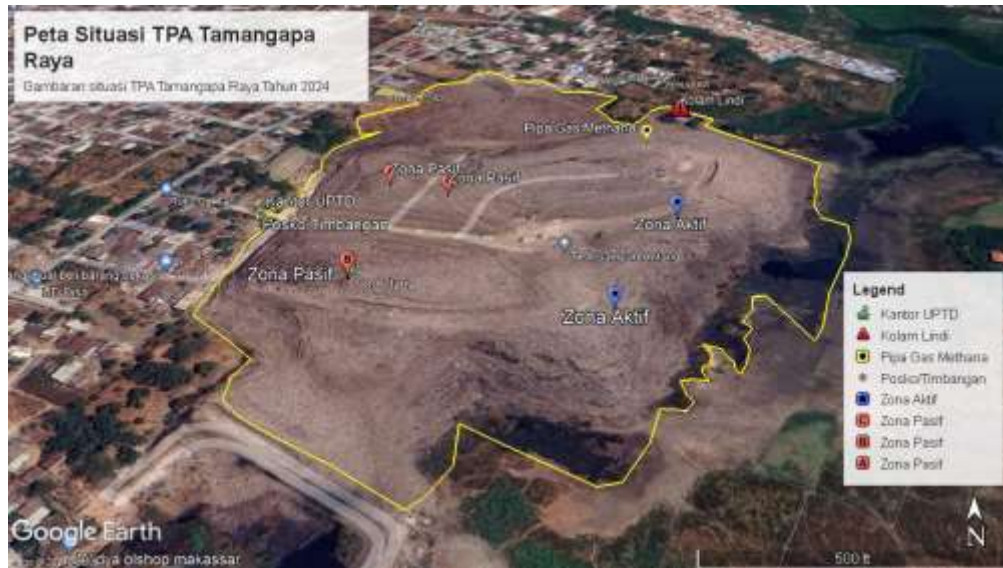 Peta Situasi TPA Tamangapa
Raya
Gambaran situasi TPA Tamangapa Raya Tahun 2024
Kolam Lindi
Pipa Gas Methana
Zona Pasif
Zona Pasif
Kantor UPTD
Posko/Timbangan
Zona Aktif
Zona Pasif
Zona Aktif
Legend
Kantor UPTD
Kolam Lindi
Pipa Gas Methana
Posko/Timbangan
Zona Aktif
C Zona Pasif
B Zona Pasif
A Zona Pasif
N
Google Earth
olshop makassar
500 ft